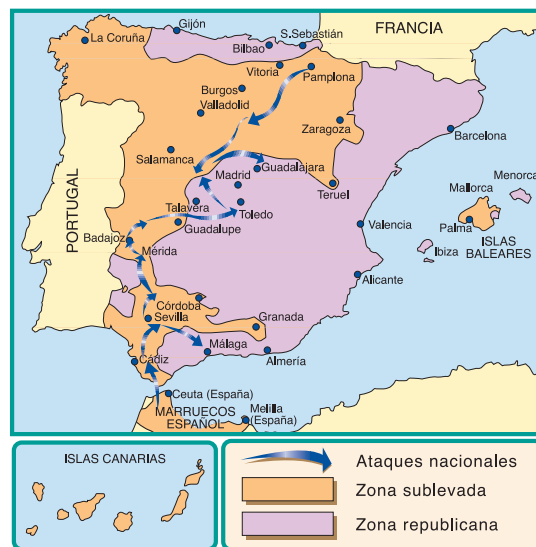 FRANCIA
Gijón
La Coruña
S.Sebastián
Bilbao
Vitoria
Pamplona
Burgos
Valladolid
Zaragoza
Barcelona
Salamanca
Guadalajara
Madrid
Teruel
Menorca
Mallorca
PORTUGAL
Talavera
Toledo
Guadalupe
Valencia
Palma
ISLAS
BALEARES
Badajoz
Mérida
Ibiza
Alicante
Córdoba
Sevilla
Granada
Málaga
Almería
Cádiz
Ceuta (España)
MARRUECOS
ESPAÑOL
Melilla
(España)
ISLAS CANARIAS
Ataques nacionales
Zona sublevada
Zona republicana